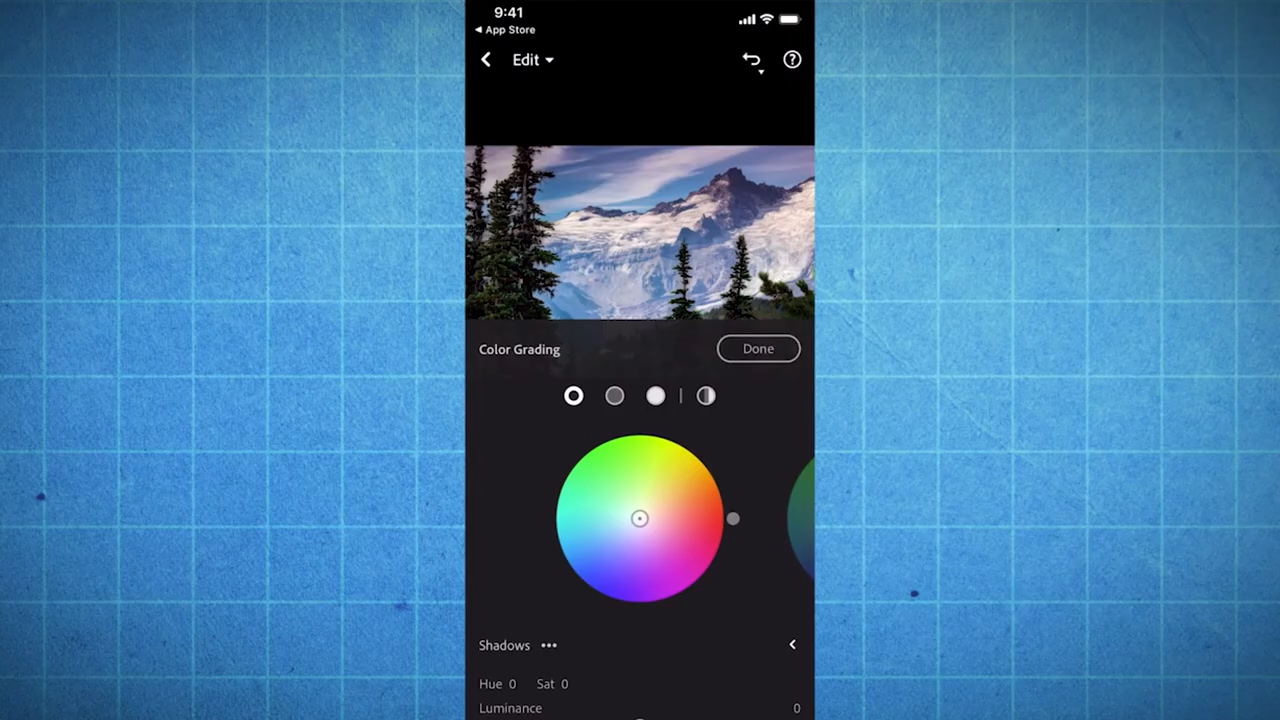 9:41
App Store
Edit
Color Grading
Done
Shadows
Hue 0 Sat 0
Luminance 0